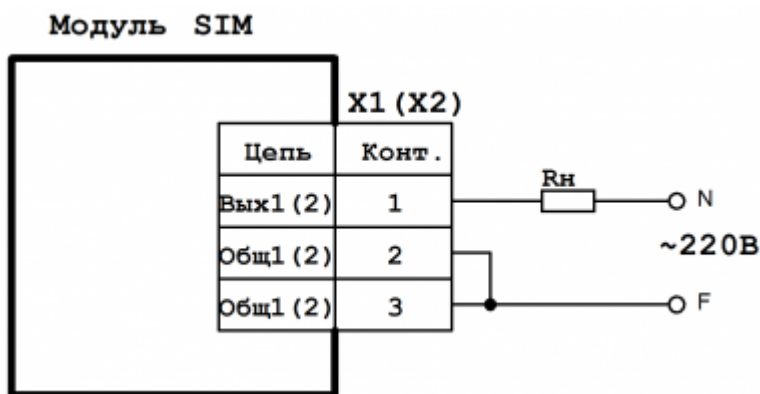 Модуль SIM
X1(X2)
Цепь Конт.
Rн
Вых1(2) 1
N
~220В
Общ1(2) 2
Общ1(2) 3
F